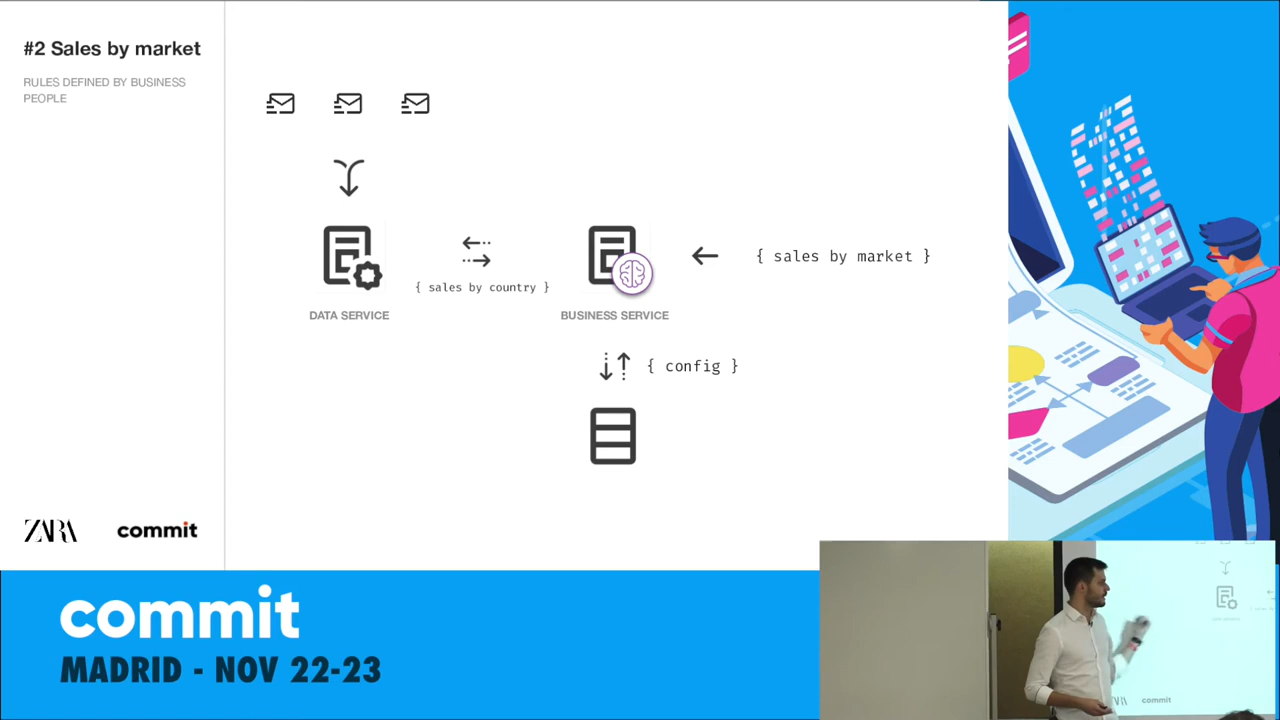 #2 Sales by market
RULES DEFINED BY BUSINESS
PEOPLE
{ sales by country }
{ sales by market }
DATA SERVICE
BUSINESS SERVICE
{ config }
ZARA
commit
commit
MADRID - NOV 22-23
commit